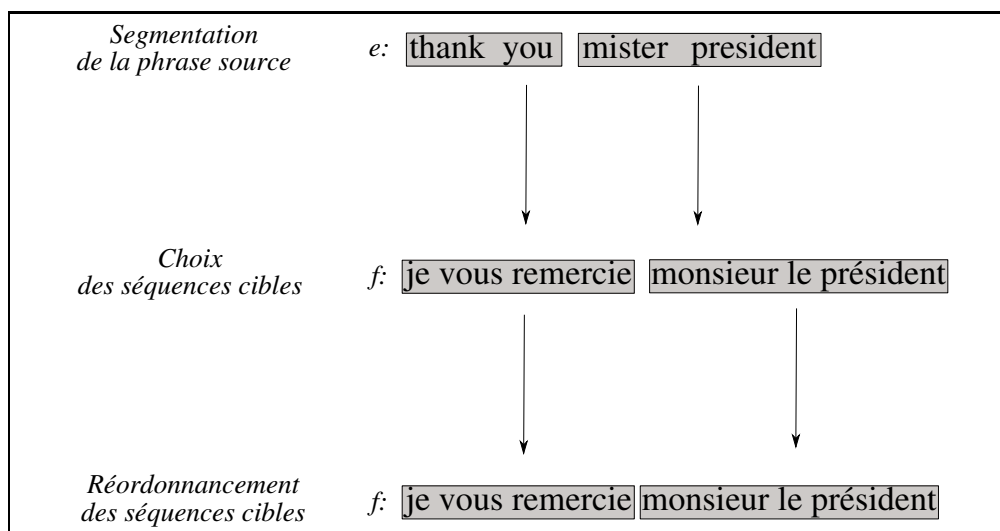 Segmentation
de la phrase source
e: thank you mister president
Choix
des séquences cibles
f: je vous remercie monsieur le président
Réordonnancement
des séquences cibles
f: je vous remercie monsieur le président